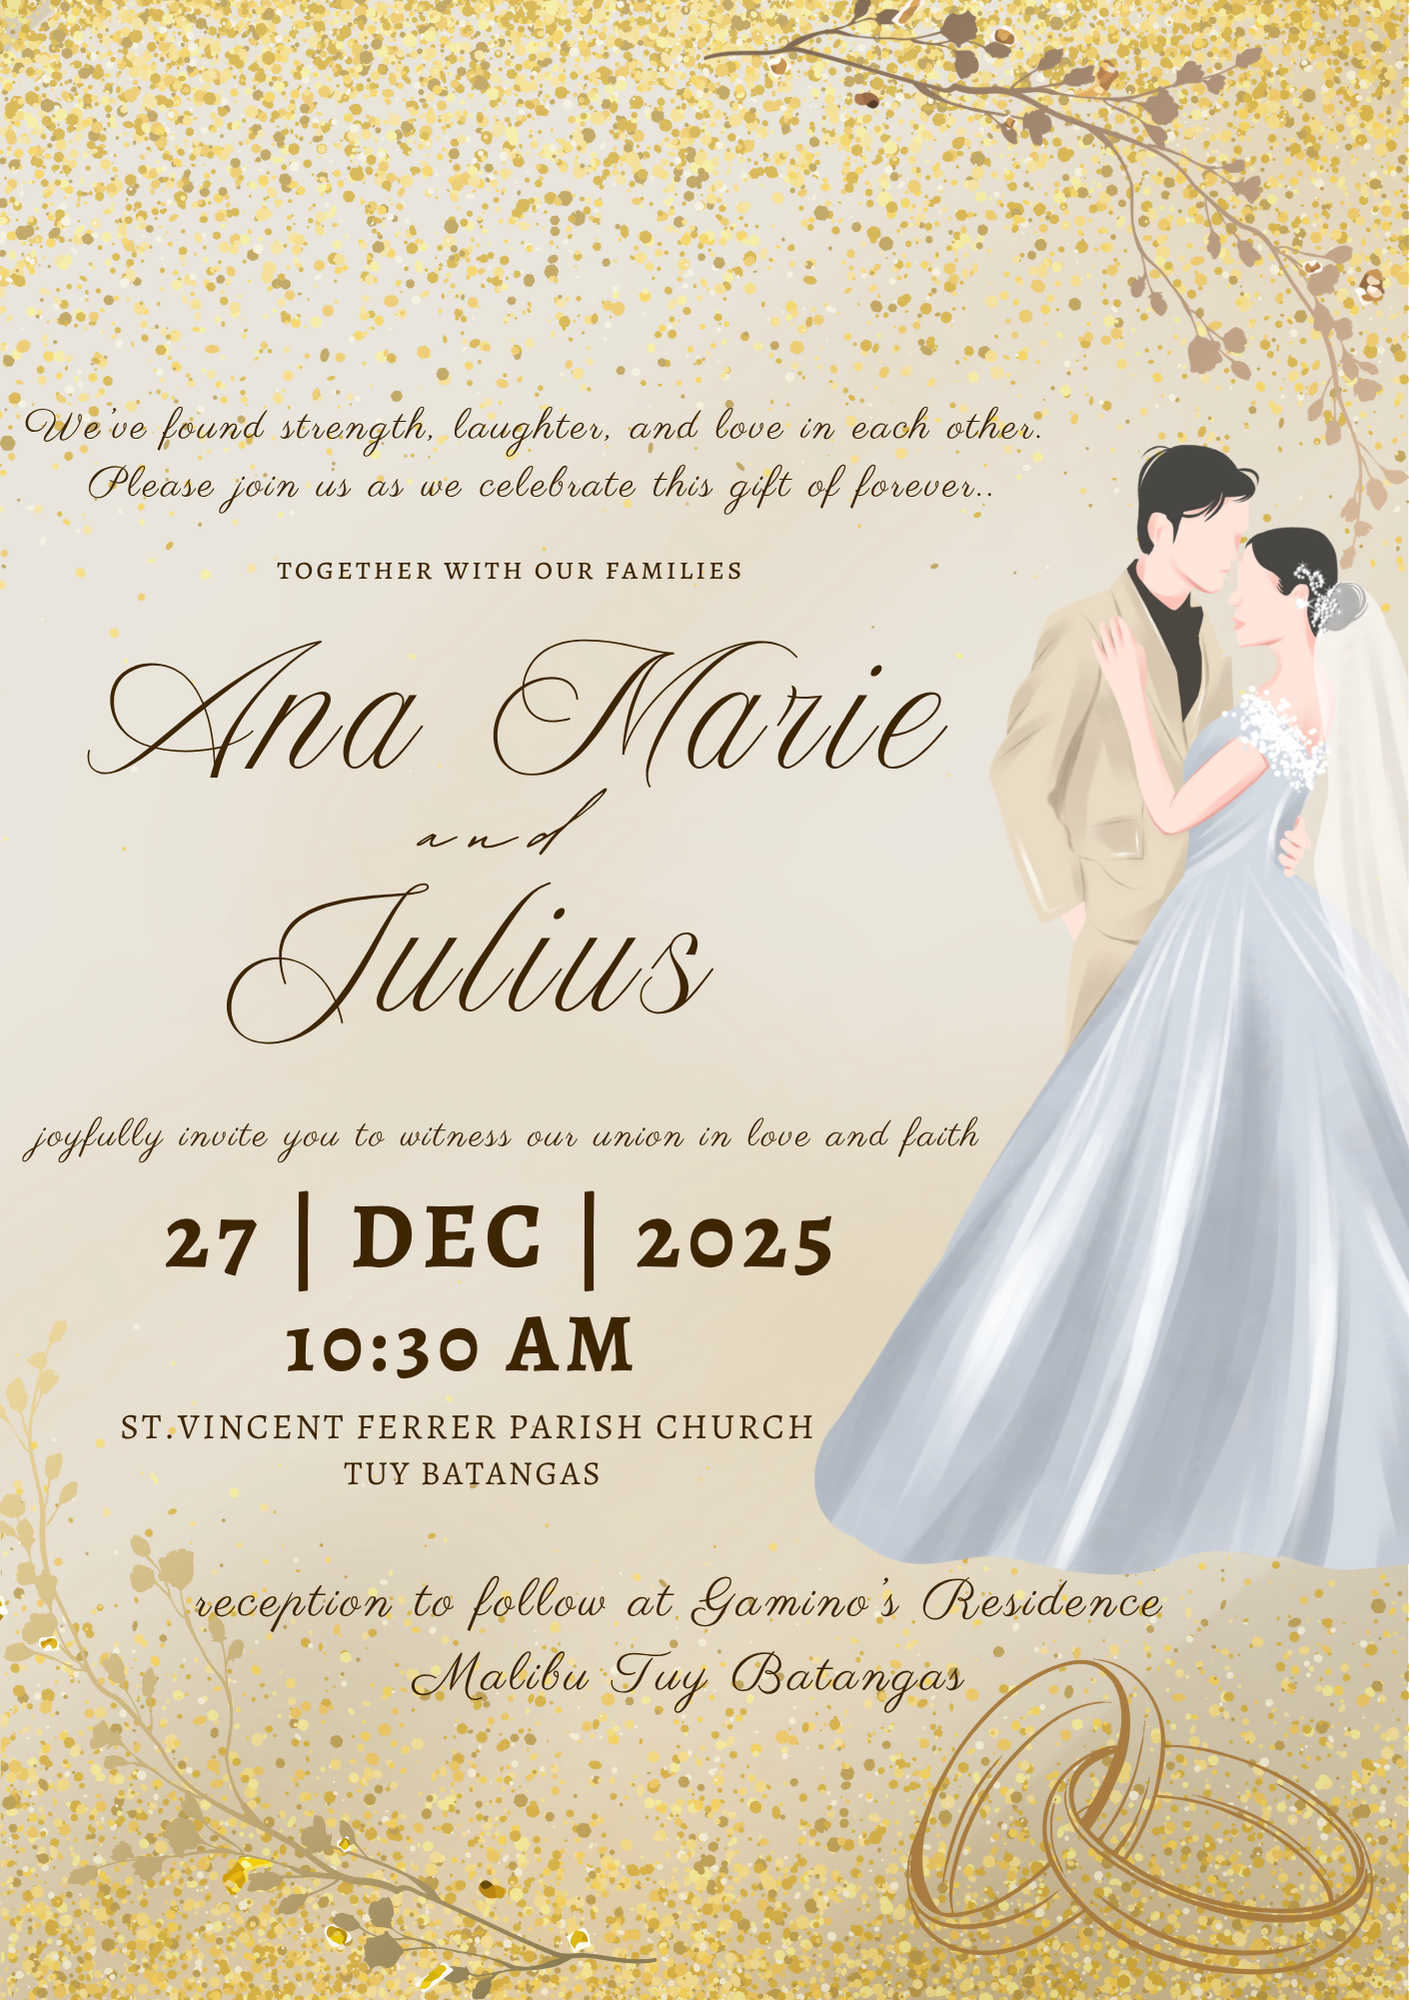 We've found strength, laughter, and love in each other.
Please join us as we celebrate this gift of forever..
TOGETHER WITH OUR FAMILIES
Ana Marie
and
Julius
joyfully invite you to witness our union in love and faith
27 | DEC | 2025
10:30 AM
ST.VINCENT FERRER PARISH CHURCH
TUY BATANGAS
reception to follow at Gamino's Residence
Malibu Tuy Batangas